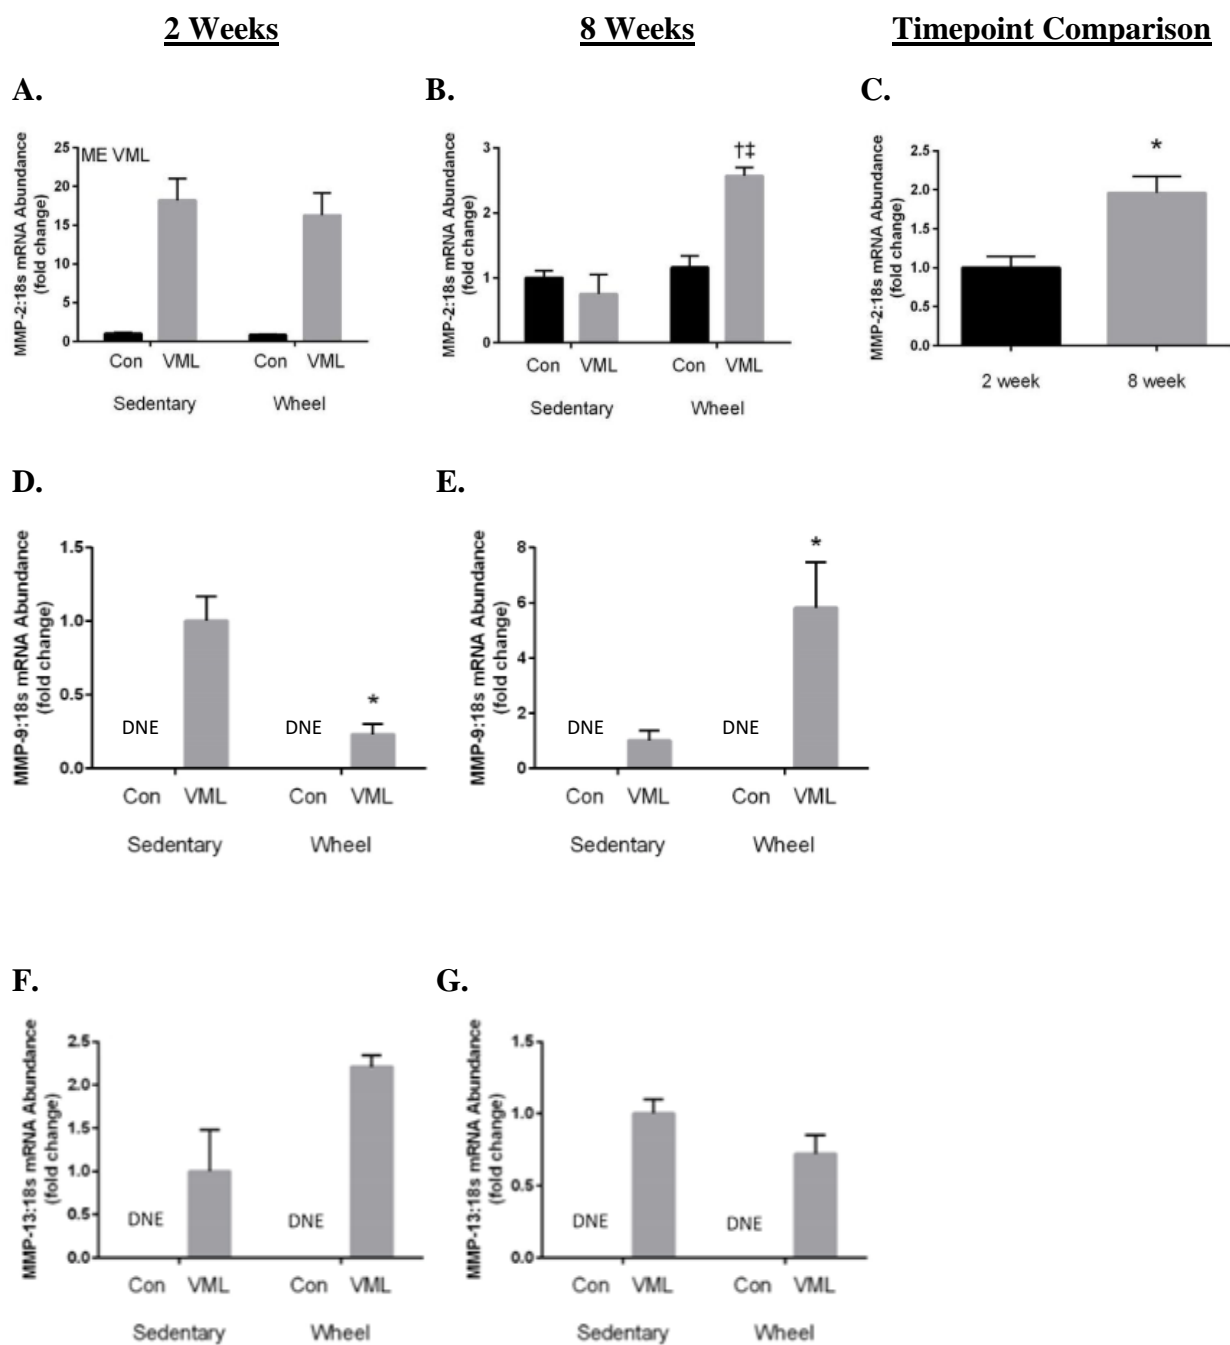 2 Weeks
8 Weeks
Timepoint Comparison
A.
MMP-2:18s mRNA Abundance
(fold change)
25
20
15
10
5
0
ME VML
Con VML Con VML
Sedentary Wheel
B.
MMP-2:18s mRNA Abundance
(fold change)
3
2
1
0
†‡
Con VML Con VML
Sedentary Wheel
C.
MMP-2:18s mRNA Abundance
(fold change)
2.5
2.0
1.5
1.0
0.5
0.0
*
2 week 8 week
D.
MMP-9:18s mRNA Abundance
(fold change)
1.5
1.0
0.5
0.0
DNE DNE
*
Con VML Con VML
Sedentary Wheel
E.
MMP-9:18s mRNA Abundance
(fold change)
8
6
4
2
0
*
DNE DNE
Con VML Con VML
Sedentary Wheel
F.
MMP-13:18s mRNA Abundance
(fold change)
2.5
2.0
1.5
1.0
0.5
0.0
DNE DNE
Con VML Con VML
Sedentary Wheel
G.
MMP-13:18s mRNA Abundance
(fold change)
1.5
1.0
0.5
0.0
DNE DNE
Con VML Con VML
Sedentary Wheel